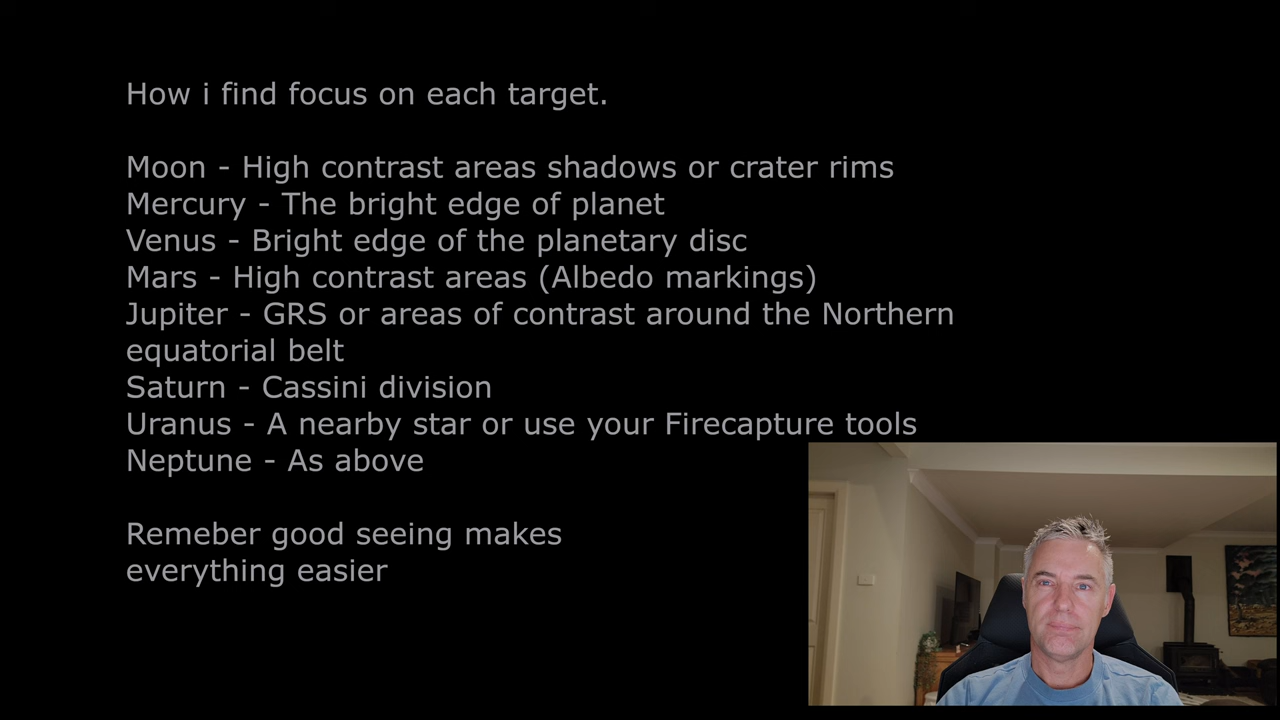 How i find focus on each target.
Moon - High contrast areas shadows or crater rims
Mercury - The bright edge of planet
Venus - Bright edge of the planetary disc
Mars - High contrast areas (Albedo markings)
Jupiter - GRS or areas of contrast around the Northern
equatorial belt
Saturn - Cassini division
Uranus - A nearby star or use your Firecapture tools
Neptune - As above
Remeber good seeing makes
everything easier